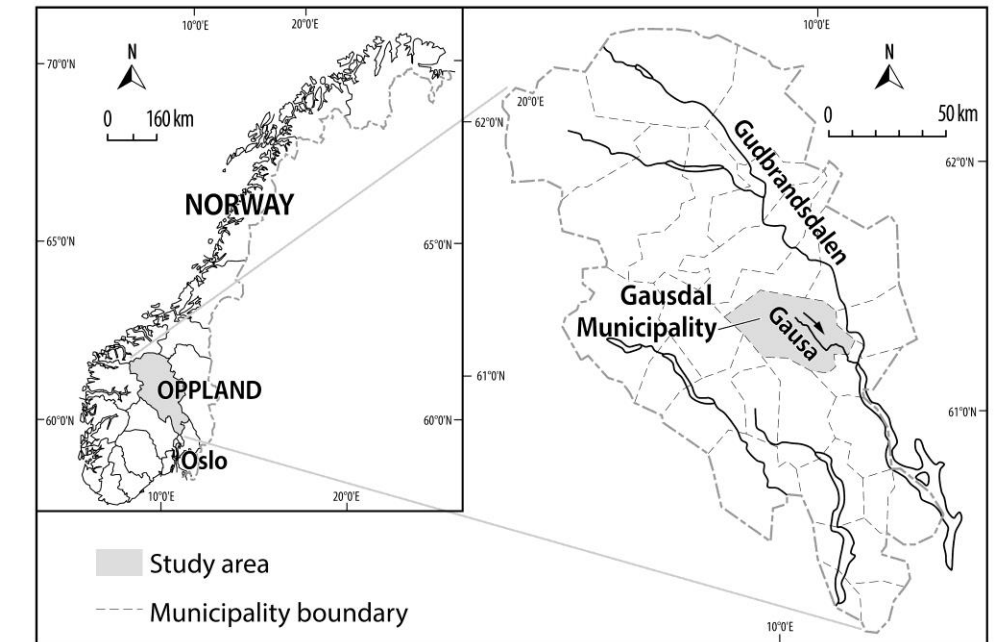 10°0'E
20°0'E
70°0'N
N
0
160 km
NORWAY
65°0'N
65°0'N
OPPLAND
60°0'N
60°0'N
Oslo
10°0'E
20°0'E
10°0'E
N
20°0'E
0
50 km
62°0'N
62°0'N
Gudbrandsdalen
Gausdal
Municipality
Gausa
61°0'N
61°0'N
10°0'E
Study area
Municipality boundary